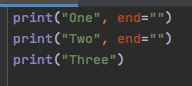 print("One", end="")
print("Two", end="")
print("Three")